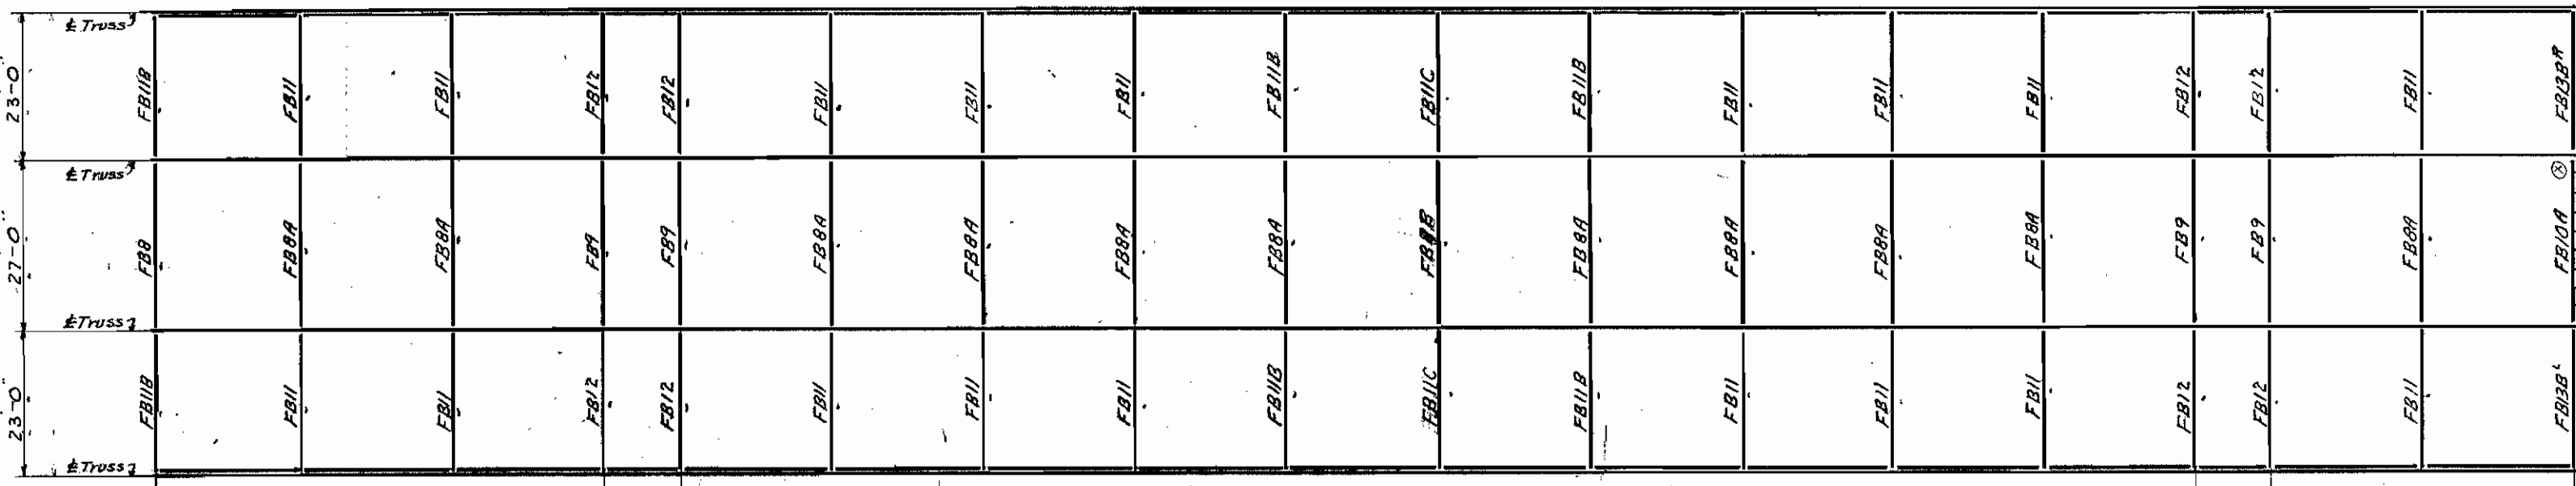 ℄ Truss
23'-0"
FB11B FB11 FB11 FB12 FB12 FB11 FB11 FB11 FB11B FB11C FB11B FB11 FB11 FB11 FB12 FB12 FB11 FB13Bᴿ
℄ Truss
27'-0"
FB8 FB8A FB8A FB9 FB9 FB8A FB8A FB8A FB8A FB8A FB8A FB8A FB8A FB9 FB9 FB8A FB10A
X
℄ Truss
23'-0"
FB11B FB11 FB11 FB12 FB12 FB11 FB11 FB11 FB11B FB11C FB11B FB11 FB11 FB11 FB12 FB12 FB11 FB13Bᴸ
℄ Truss